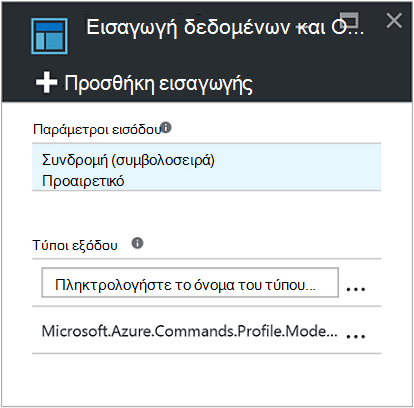 Εισαγωγή δεδομένων και Ο...
Προσθήκη εισαγωγής
Παράμετροι εισόδου
Συνδρομή (συμβολοσειρά)
Προαιρετικό
Τύποι εξόδου
Πληκτρολογήστε το όνομα του τύπου...
Microsoft.Azure.Commands.Profile.Mode...